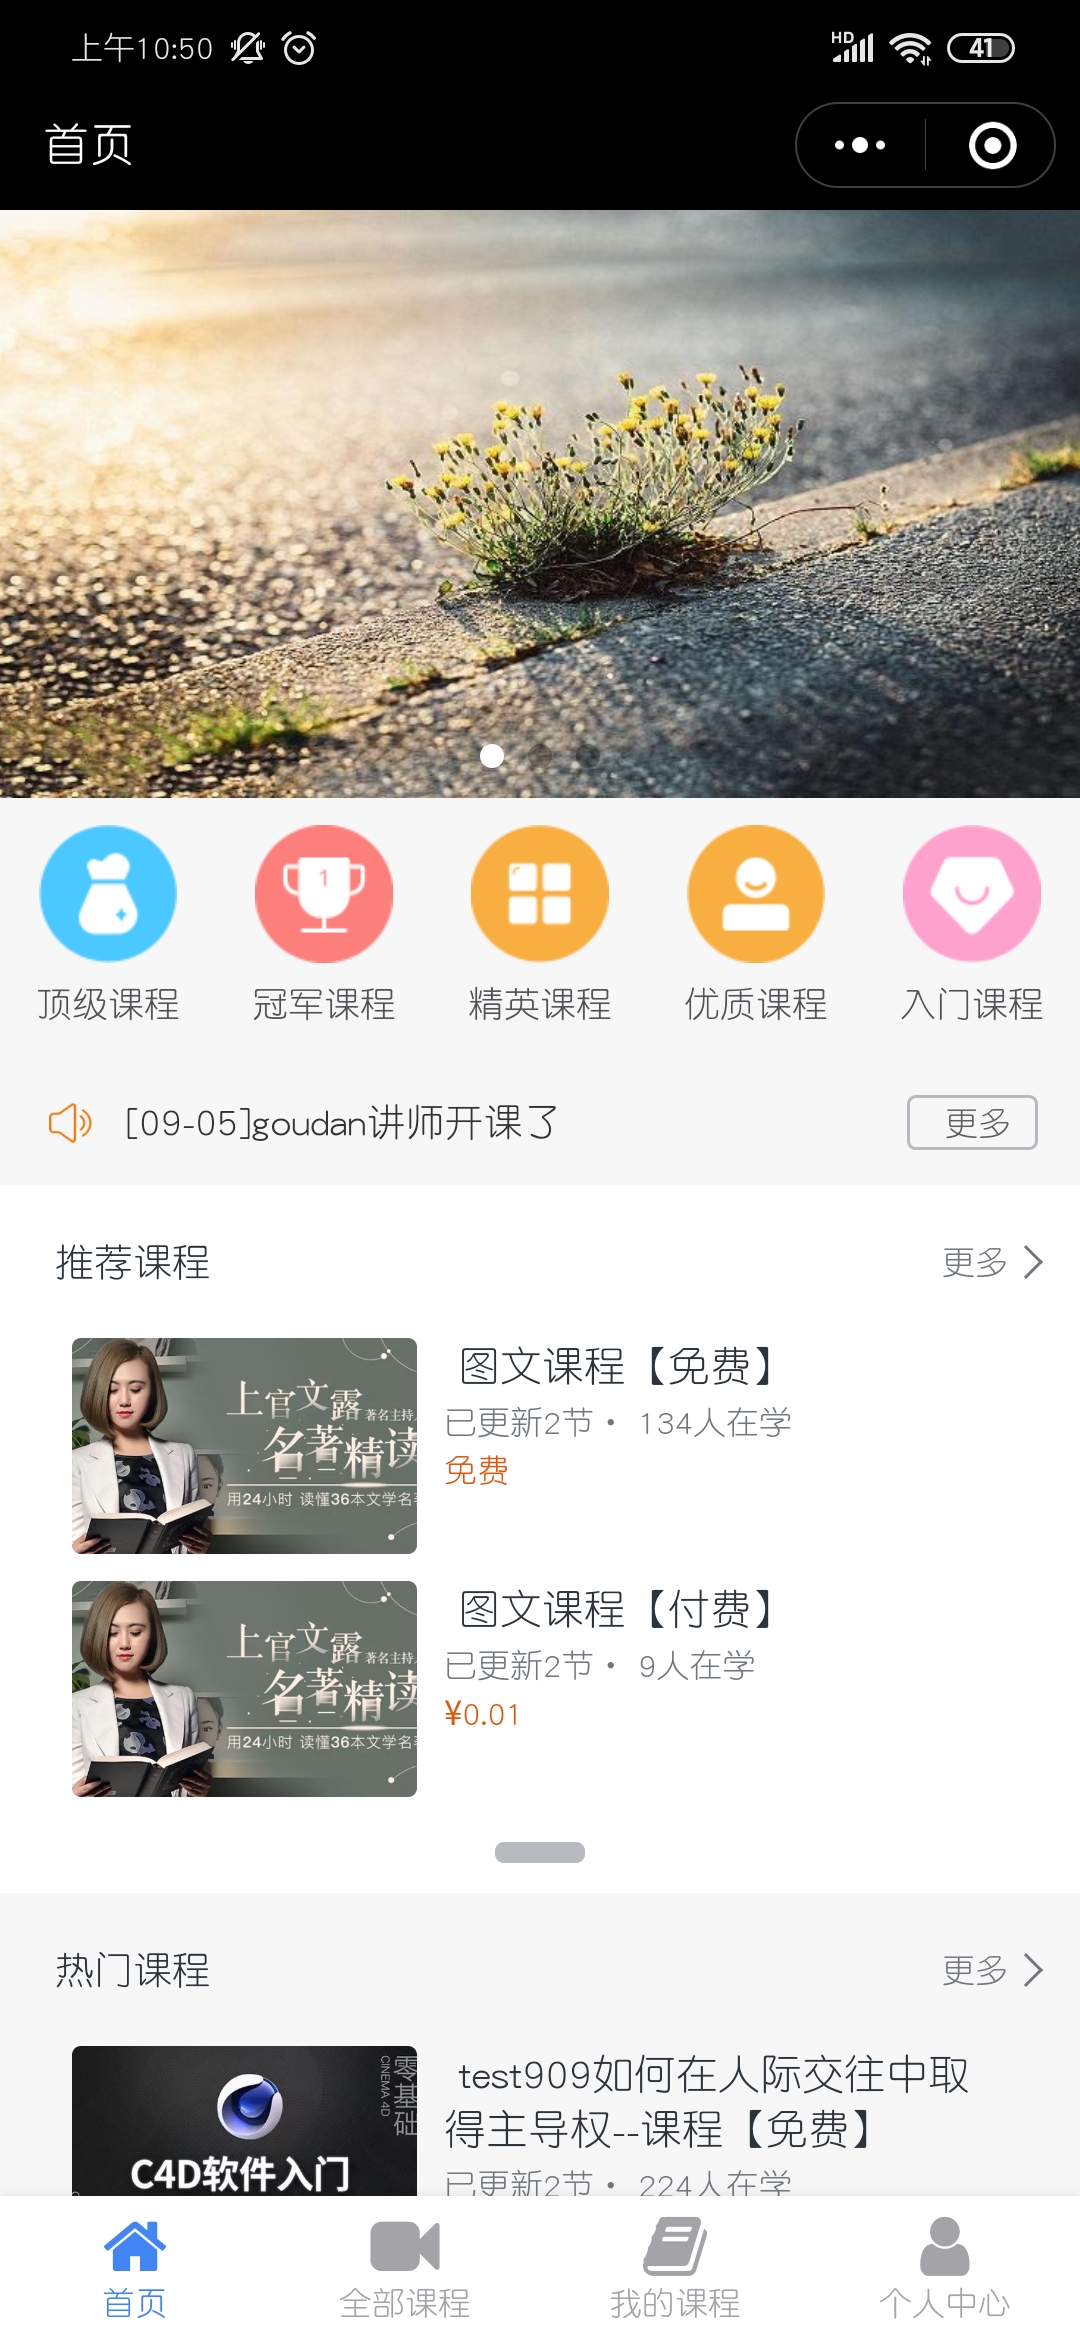 上午10:50
HD
41
首页
1
顶级课程
冠军课程
精英课程
优质课程
入门课程
[09-05]goudan讲师开课了
更多
推荐课程
更多
上官文露 著名主持
名著精读
用24小时 读懂36本文学名
图文课程【免费】
已更新2节 · 134人在学
免费
上官文露 著名主持
名著精读
用24小时 读懂36本文学名
图文课程【付费】
已更新2节 · 9人在学
¥0.01
热门课程
更多
零基础
CINEMA 4D
C4D软件入门
test909如何在人际交往中取
得主导权--课程【免费】
已更新2节 · 224人在学
首页
全部课程
我的课程
个人中心